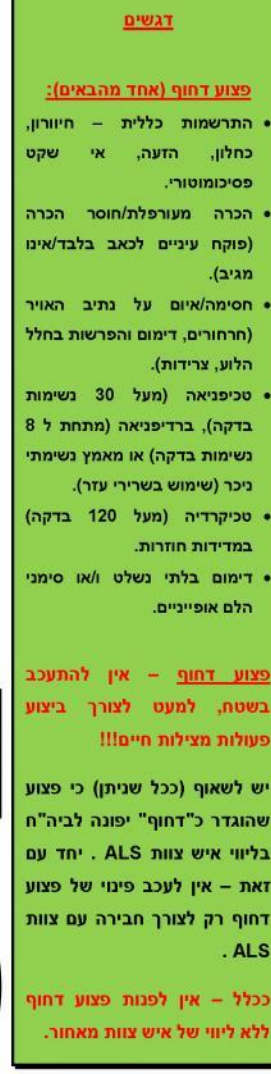 דגשים
פצוע דחוף (אחד מהבאים):
• התרשמות כללית – חיוורון,
כחלון, הזעה, אי שקט
פסיכומוטורי.
• הכרה מעורפלת/חוסר הכרה
(פוקח עיניים לכאב בלבד/אינו
מגיב).
• חסימה/איום על נתיב האויר
(חרחורים, דימום והפרשות בחלל
הלוע, צרידות).
• טכיפניאה (מעל 30 נשימות
בדקה), ברדיפניאה (מתחת ל 8
נשימות בדקה) או מאמץ נשימתי
ניכר (שימוש בשרירי עזר).
• טכיקרדיה (מעל 120 בדקה)
במדידות חוזרות.
• דימום בלתי נשלט ו/או סימני
הלם אופייניים.
פצוע דחוף – אין להתעכב
בשטח, למעט לצורך ביצוע
פעולות מצילות חיים!!!
יש לשאוף (ככל שניתן) כי פצוע
שהוגדר כ"דחוף" יפונה לביה"ח
בליווי איש צוות ALS . יחד עם
זאת – אין לעכב פינוי של פצוע
דחוף רק לצורך חבירה עם צוות
ALS .
ככלל – אין לפנות פצוע דחוף
ללא ליווי של איש צוות מאחור.